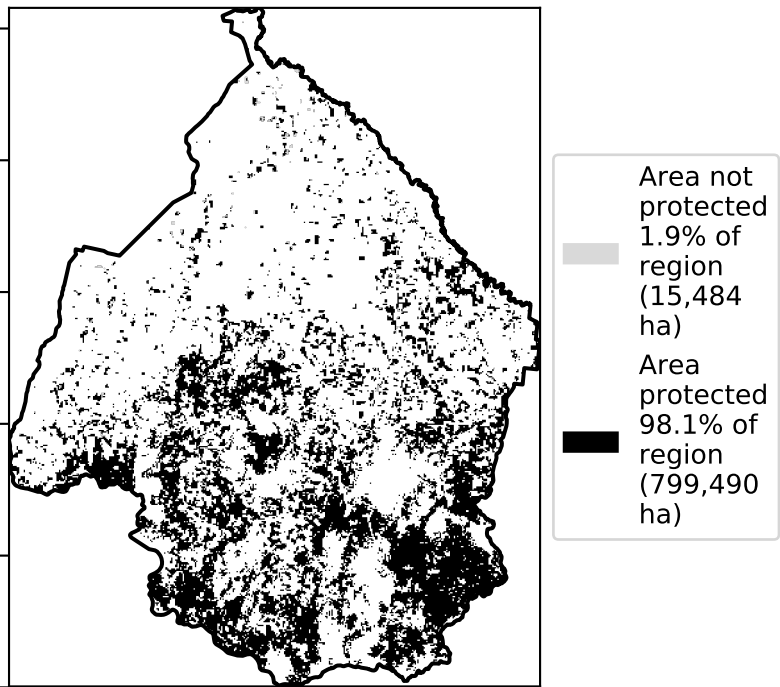 Area not
protected
1.9% of
region
(15,484
ha)
Area
protected
98.1% of
region
(799,490
ha)